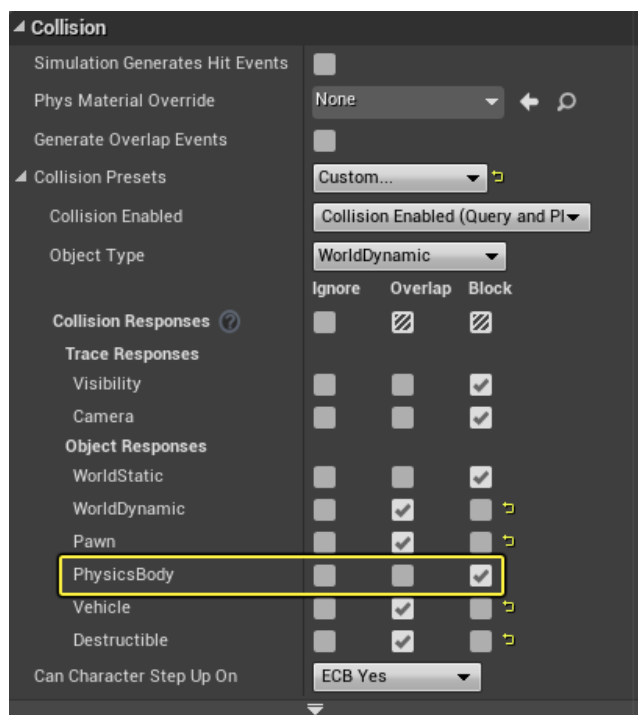 Collision
Simulation Generates Hit Events
Phys Material Override None
Generate Overlap Events
Collision Presets Custom...
Collision Enabled Collision Enabled (Query and Pl
Object Type WorldDynamic
Ignore Overlap Block
Collision Responses ?
Trace Responses
Visibility
Camera
Object Responses
WorldStatic
WorldDynamic
Pawn
PhysicsBody
Vehicle
Destructible
Can Character Step Up On ECB Yes